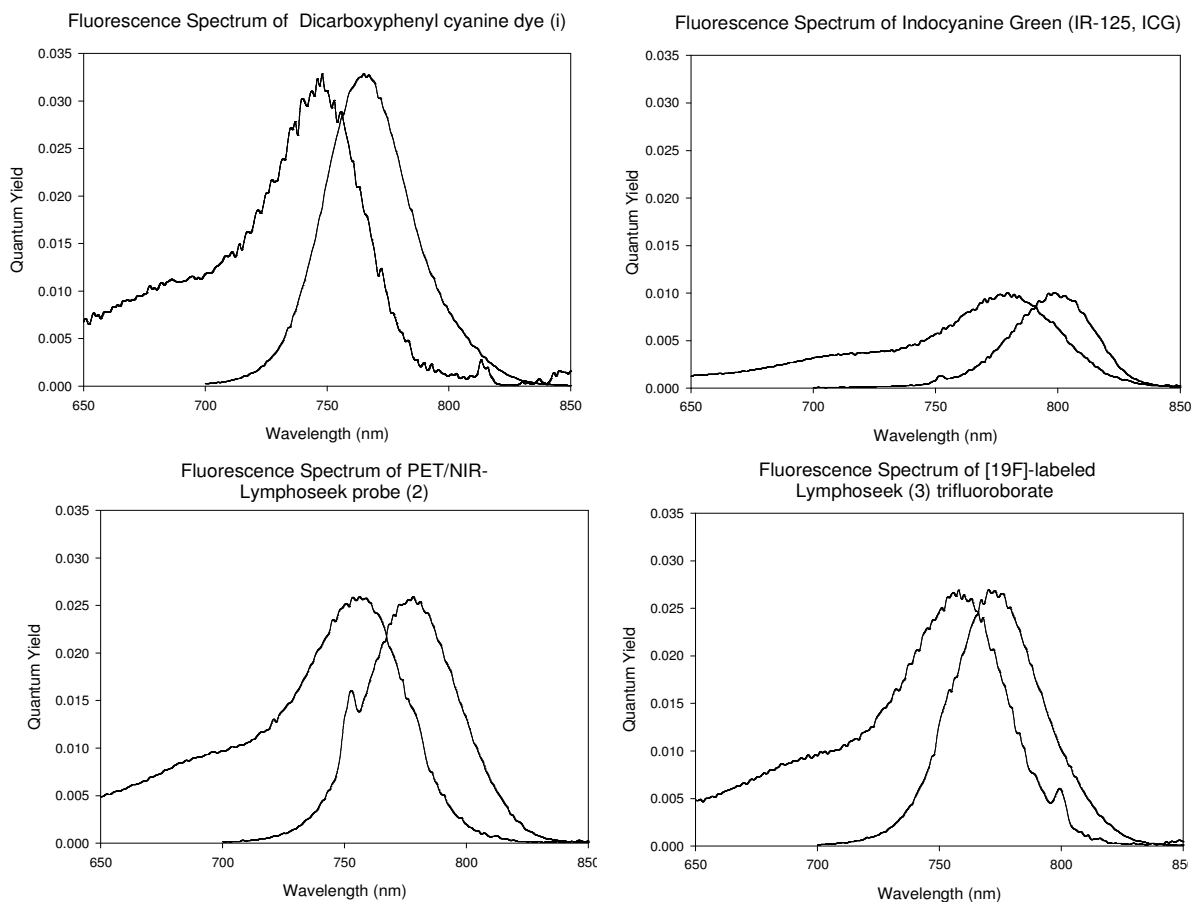 Fluorescence Spectrum of Dicarboxyphenyl cyanine dye (i)
0.035
0.030
0.025
0.020
0.015
0.010
0.005
0.000
Quantum Yield
650 700 750 800 850
Wavelength (nm)
Fluorescence Spectrum of Indocyanine Green (IR-125, ICG)
0.035
0.030
0.025
0.020
0.015
0.010
0.005
0.000
Quantum Yield
650 700 750 800 850
Wavelength (nm)
Fluorescence Spectrum of PET/NIR-
Lymphoseek probe (2)
0.035
0.030
0.025
0.020
0.015
0.010
0.005
0.000
Quantum Yield
650 700 750 800 850
Wavelength (nm)
Fluorescence Spectrum of [19F]-labeled
Lymphoseek (3) trifluoroborate
0.035
0.030
0.025
0.020
0.015
0.010
0.005
0.000
Quantum Yield
650 700 750 800 85
Wavelength (nm)